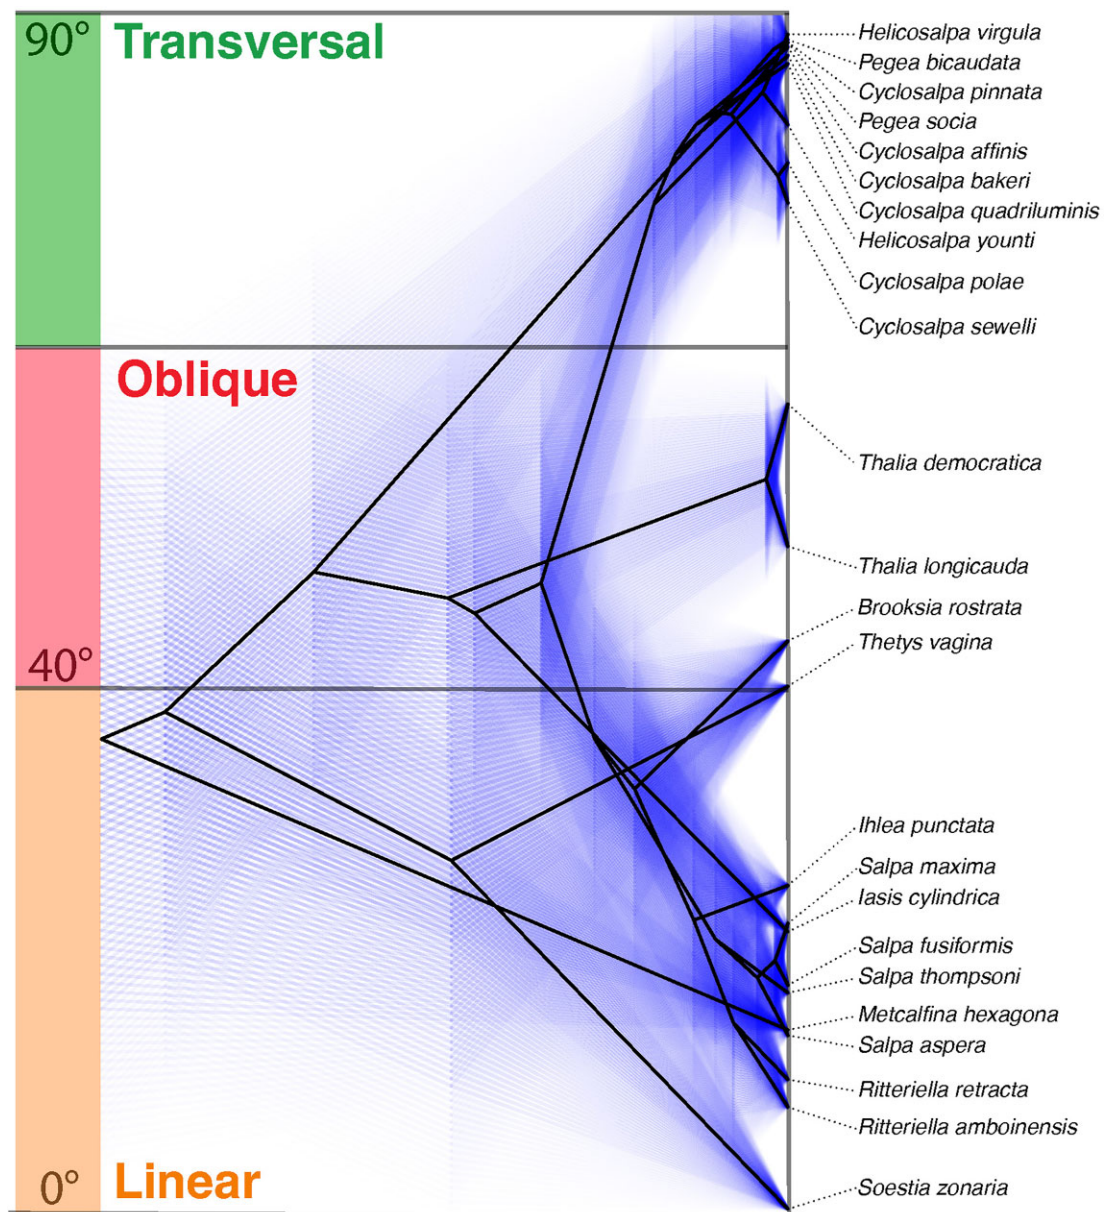 90°
Transversal
Helicosalpa virgula
Pegea bicaudata
Cyclosalpa pinnata
Pegea socia
Cyclosalpa affinis
Cyclosalpa bakeri
Cyclosalpa quadriluminis
Helicosalpa younti
Cyclosalpa polae
Cyclosalpa sewelli
Oblique
Thalia democratica
Thalia longicauda
Brooksia rostrata
Thetys vagina
40°
Ihlea punctata
Salpa maxima
Iasis cylindrica
Salpa fusiformis
Salpa thompsoni
Metcalfina hexagona
Salpa aspera
Ritteriella retracta
Ritteriella amboinensis
0°
Linear
Soestia zonaria